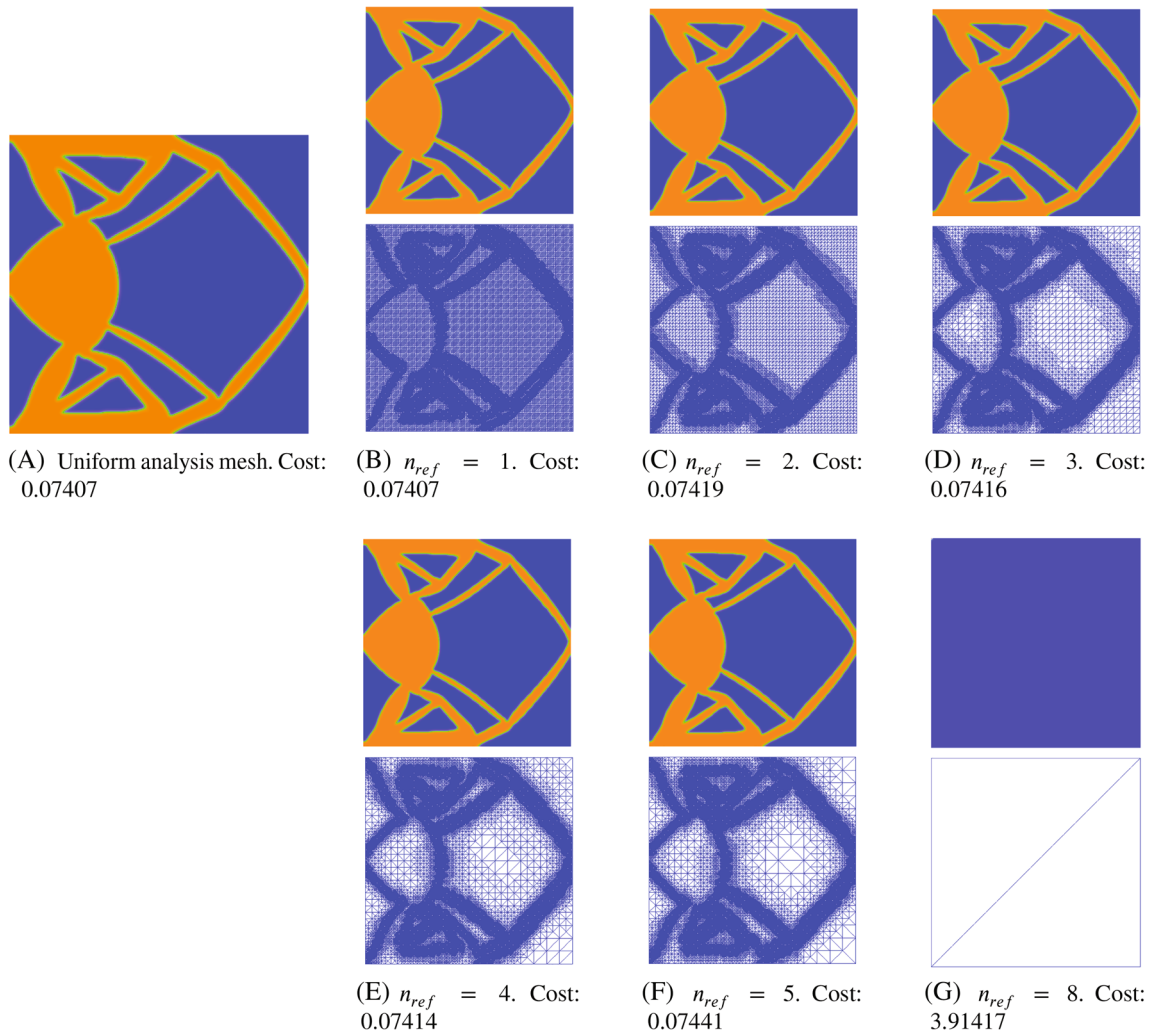 (A) Uniform analysis mesh. Cost:
0.07407
(B) n_ref = 1. Cost:
0.07407
(C) n_ref = 2. Cost:
0.07419
(D) n_ref = 3. Cost:
0.07416
(E) n_ref = 4. Cost:
0.07414
(F) n_ref = 5. Cost:
0.07441
(G) n_ref = 8. Cost:
3.91417